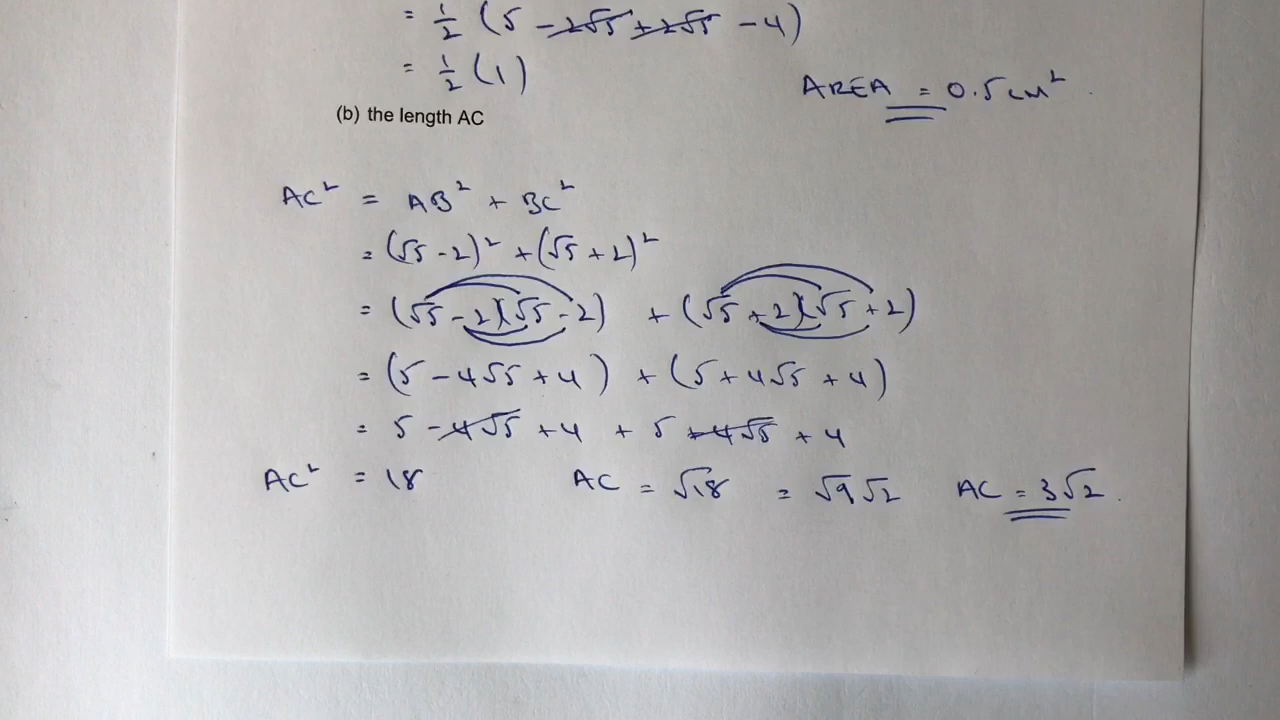 = 1/2 (5 - 2√5 + 2√5 - 4)
= 1/2 (1)
AREA = 0.5 cm²
(b) the length AC
AC² = AB² + BC²
= (√5 - 2)² + (√5 + 2)²
= (√5 - 2)(√5 - 2) + (√5 + 2)(√5 + 2)
= (5 - 4√5 + 4) + (5 + 4√5 + 4)
= 5 - 4√5 + 4 + 5 + 4√5 + 4
AC² = 18 AC = √18 = √9√2 AC = 3√2.